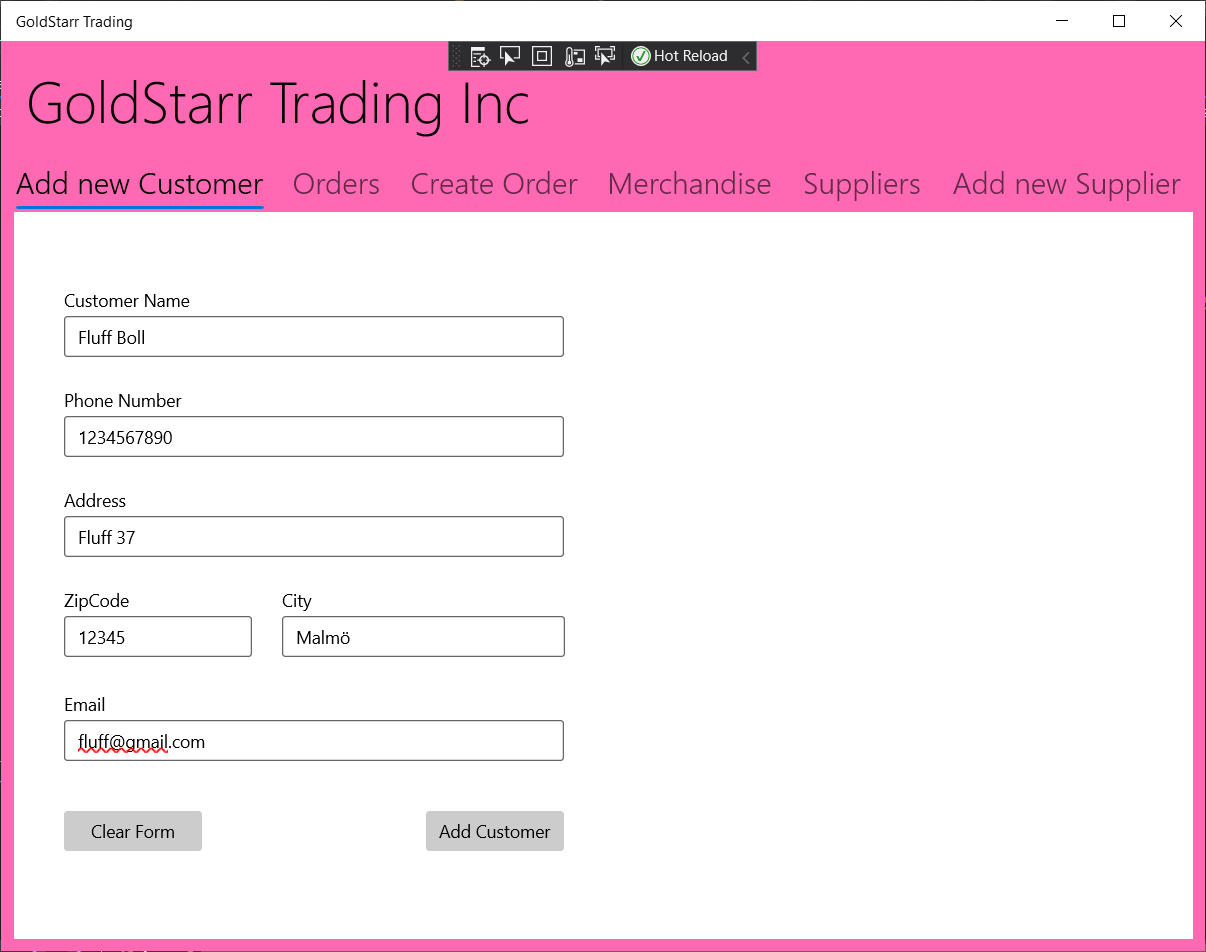 GoldStarr Trading
Hot Reload
GoldStarr Trading Inc
Add new Customer Orders Create Order Merchandise Suppliers Add new Supplier
Customer Name
Fluff Boll
Phone Number
1234567890
Address
Fluff 37
ZipCode City
12345 Malmö
Email
fluff@gmail.com
Clear Form Add Customer